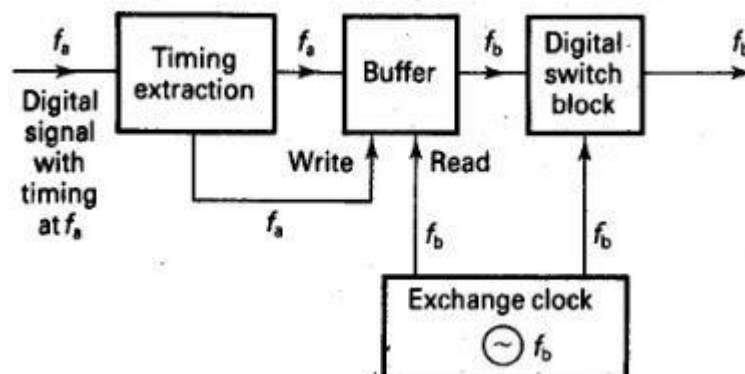 fa
Digital
signal
with
timing
at fa
Timing
extraction
fa
Write
fa
Buffer
Read
fb
fb
Digital
switch
block
fb
fb
Exchange clock
~ fb